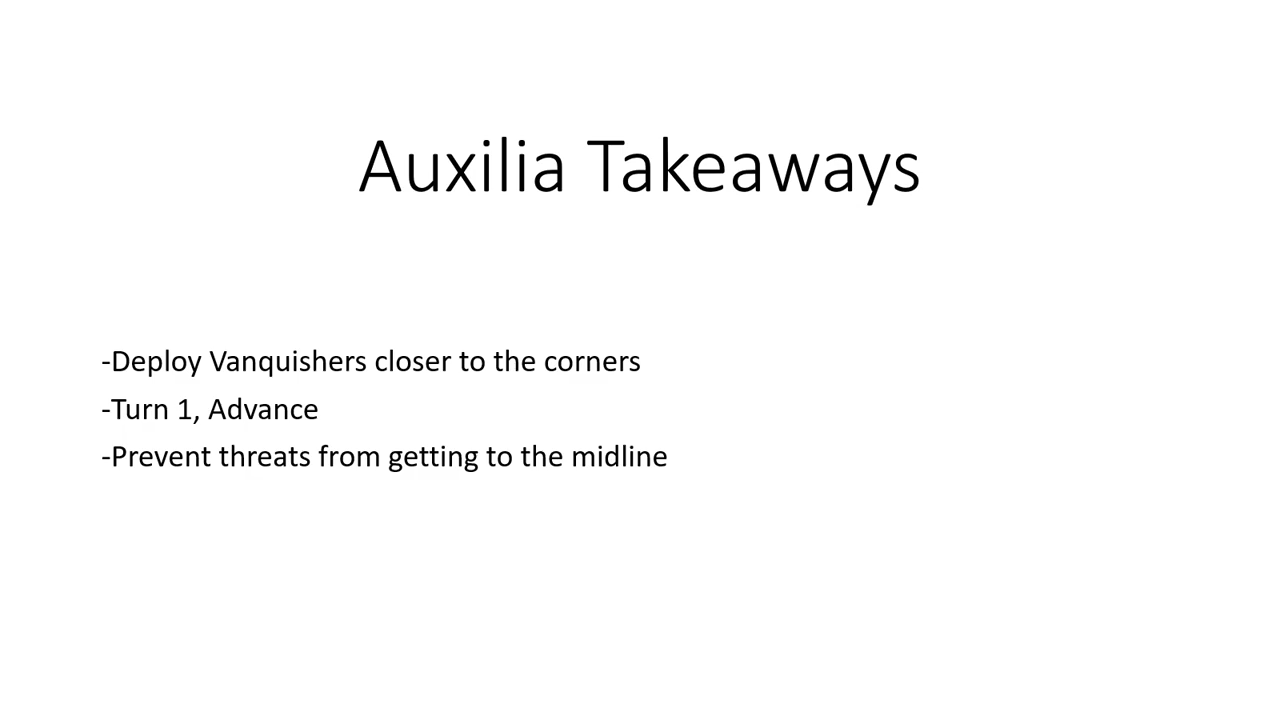 Auxilia Takeaways
-Deploy Vanquishers closer to the corners
-Turn 1, Advance
-Prevent threats from getting to the midline